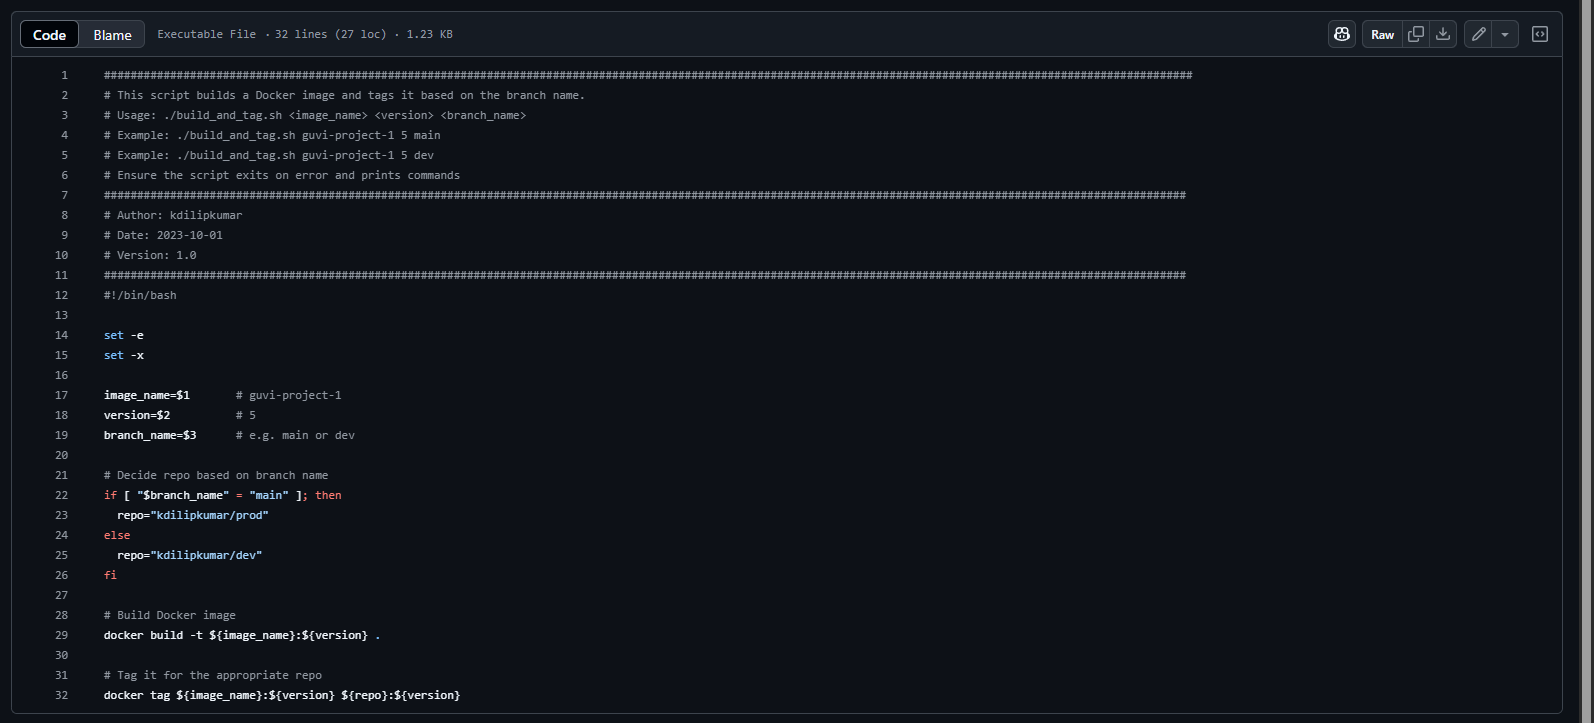 Code Blame Executable File · 32 lines (27 loc) · 1.23 KB Raw
1 #####################################################################################################################################################################
2 # This script builds a Docker image and tags it based on the branch name.
3 # Usage: ./build_and_tag.sh <image_name> <version> <branch_name>
4 # Example: ./build_and_tag.sh guvi-project-1 5 main
5 # Example: ./build_and_tag.sh guvi-project-1 5 dev
6 # Ensure the script exits on error and prints commands
7 ####################################################################################################################################################################
8 # Author: kdilipkumar
9 # Date: 2023-10-01
10 # Version: 1.0
11 ####################################################################################################################################################################
12 #!/bin/bash
13
14 set -e
15 set -x
16
17 image_name=$1       # guvi-project-1
18 version=$2          # 5
19 branch_name=$3      # e.g. main or dev
20
21 # Decide repo based on branch name
22 if [ "$branch_name" = "main" ]; then
23   repo="kdilipkumar/prod"
24 else
25   repo="kdilipkumar/dev"
26 fi
27
28 # Build Docker image
29 docker build -t ${image_name}:${version} .
30
31 # Tag it for the appropriate repo
32 docker tag ${image_name}:${version} ${repo}:${version}